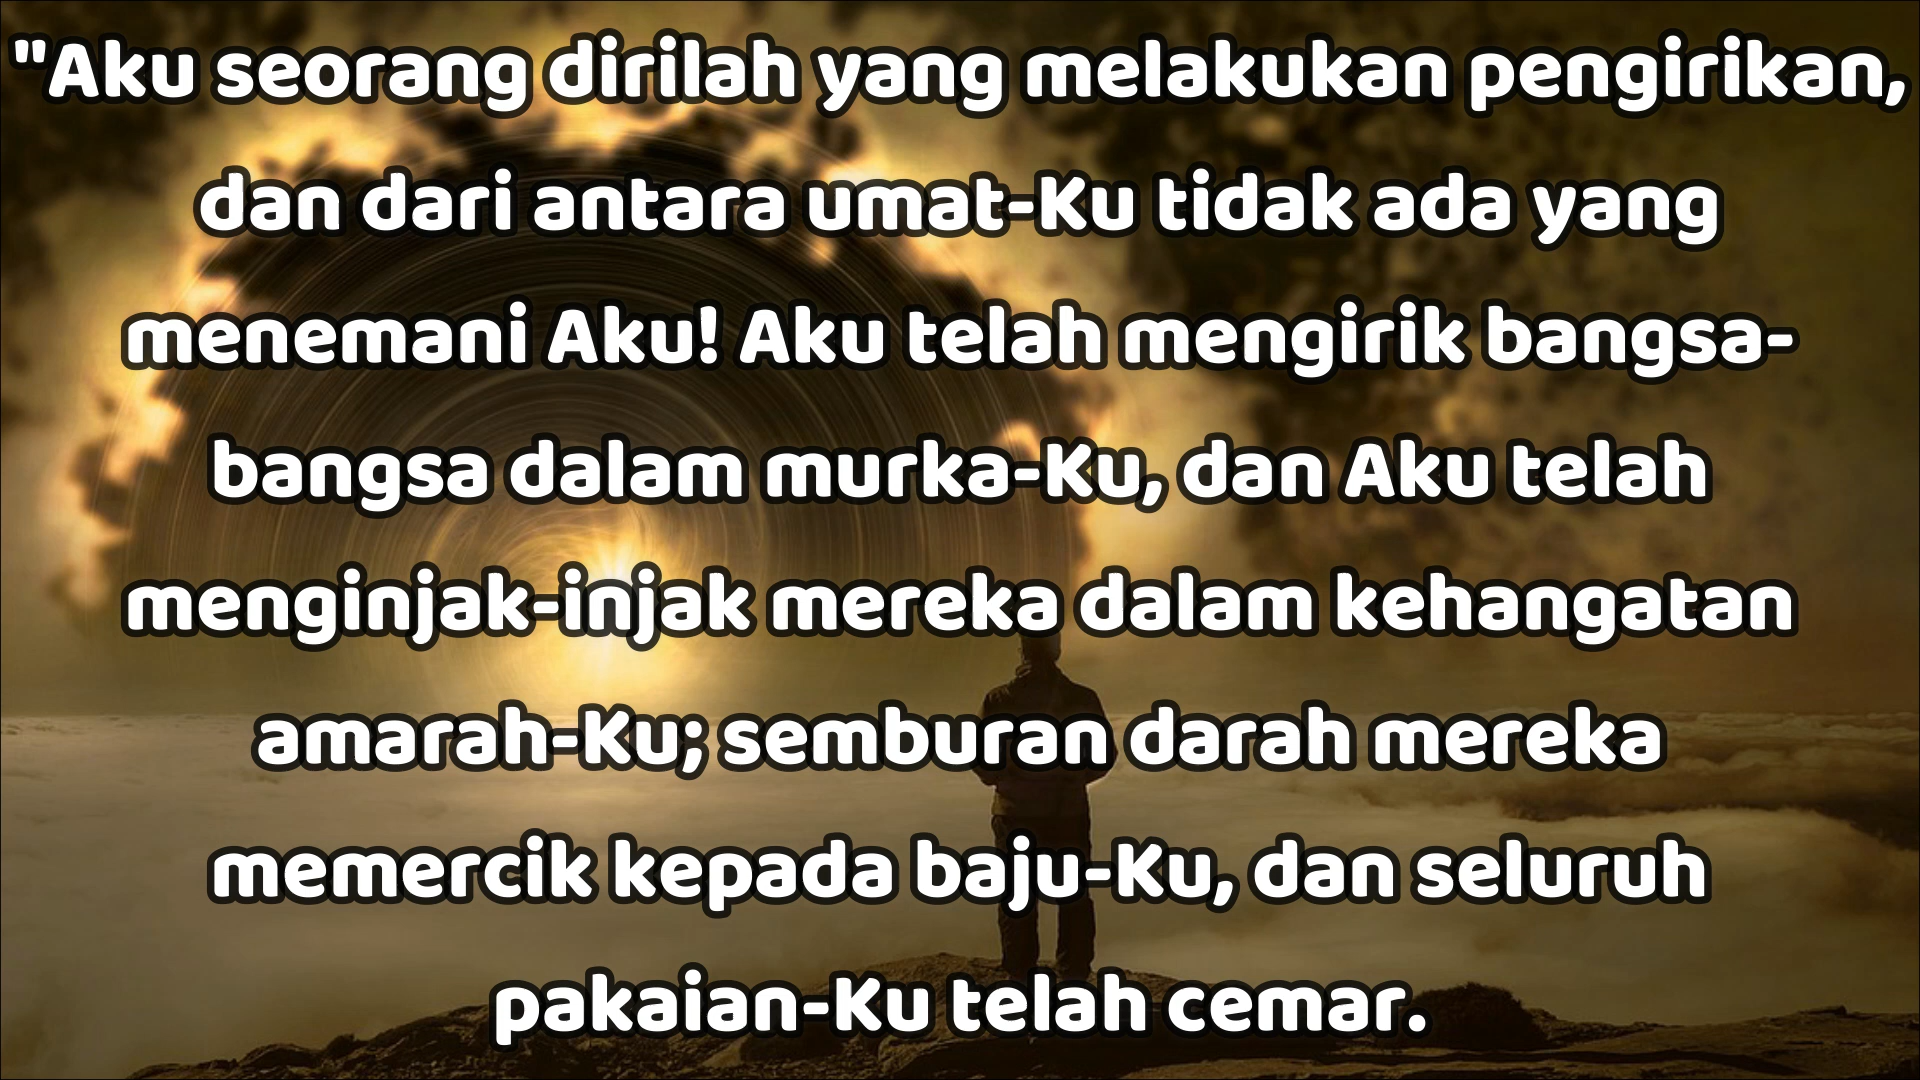 "Aku seorang dirilah yang melakukan pengirikan,
dan dari antara umat-Ku tidak ada yang
menemani Aku! Aku telah mengirik bangsa-
bangsa dalam murka-Ku, dan Aku telah
menginjak-injak mereka dalam kehangatan
amarah-Ku; semburan darah mereka
memercik kepada baju-Ku, dan seluruh
pakaian-Ku telah cemar.